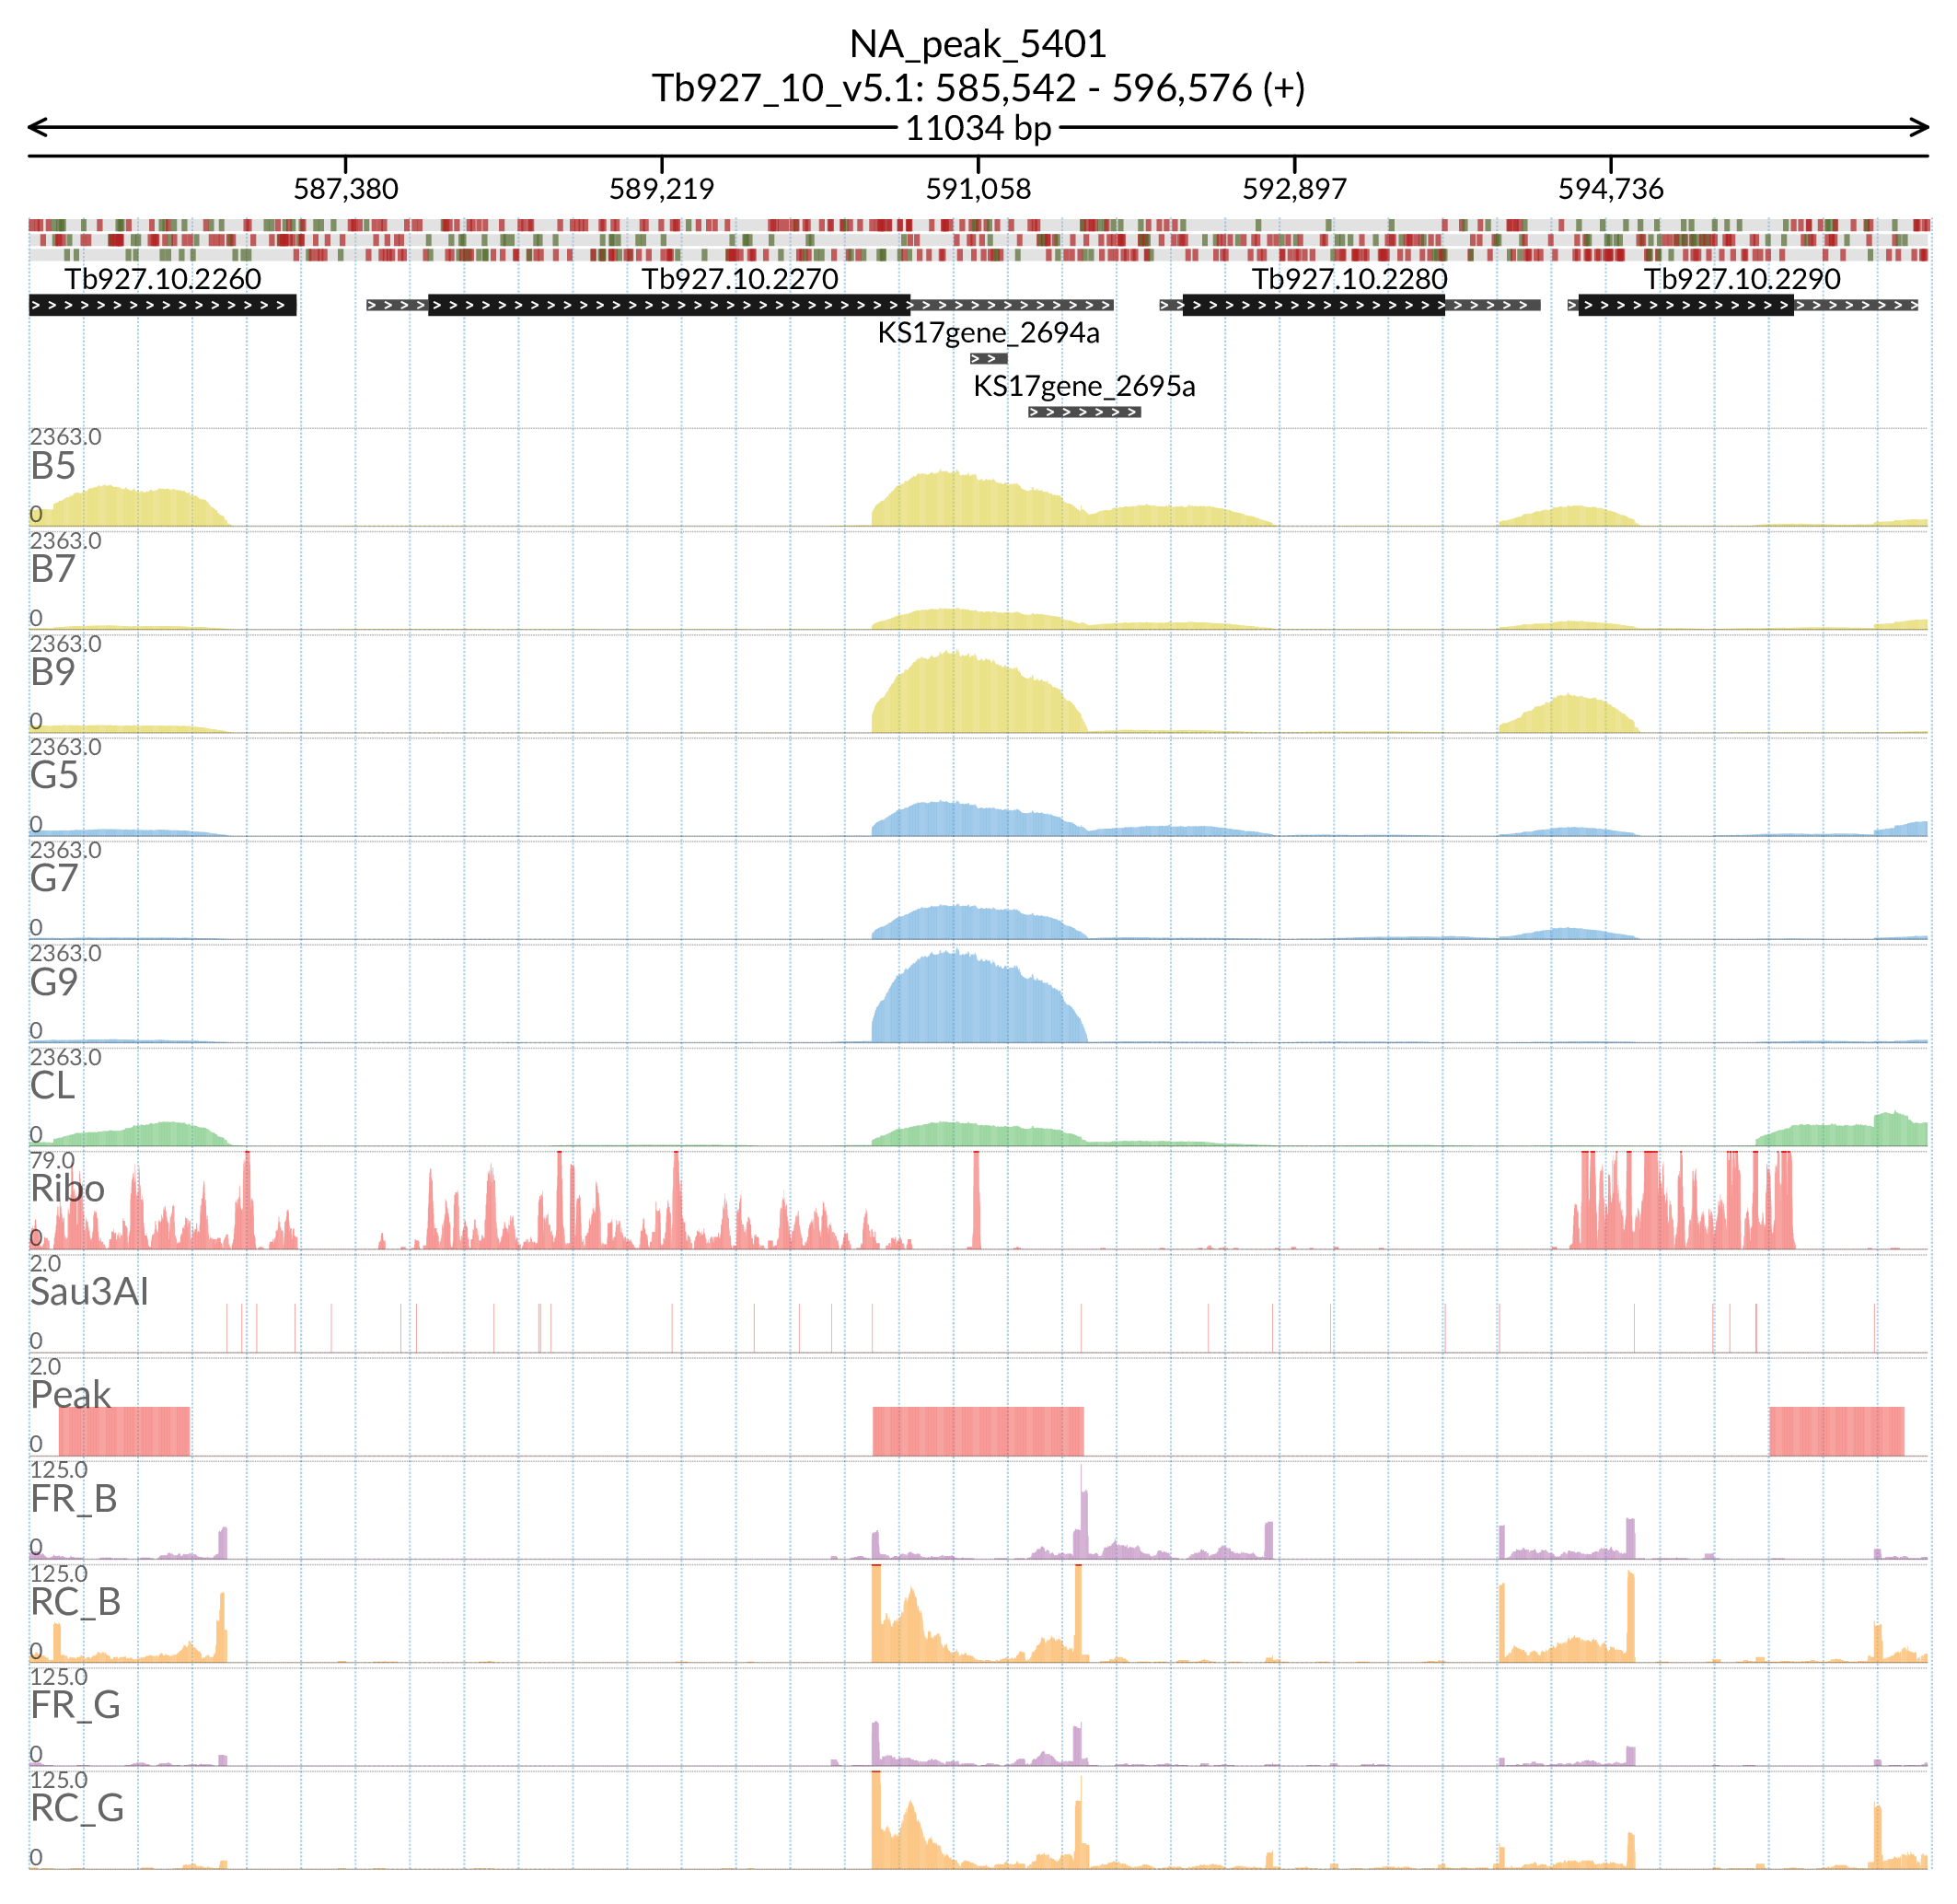 NA_peak_5401
Tb927_10_v5.1: 585,542 - 596,576 (+)
11034 bp
587,380 589,219 591,058 592,897 594,736
Tb927.10.2260 Tb927.10.2270 Tb927.10.2280 Tb927.10.2290
KS17gene_2694a
KS17gene_2695a
2363.0
B5
0
2363.0
B7
0
2363.0
B9
0
2363.0
G5
0
2363.0
G7
0
2363.0
G9
0
2363.0
CL
0
79.0
Ribo
0
2.0
Sau3AI
0
2.0
Peak
0
125.0
FR_B
0
125.0
RC_B
0
125.0
FR_G
0
125.0
RC_G
0